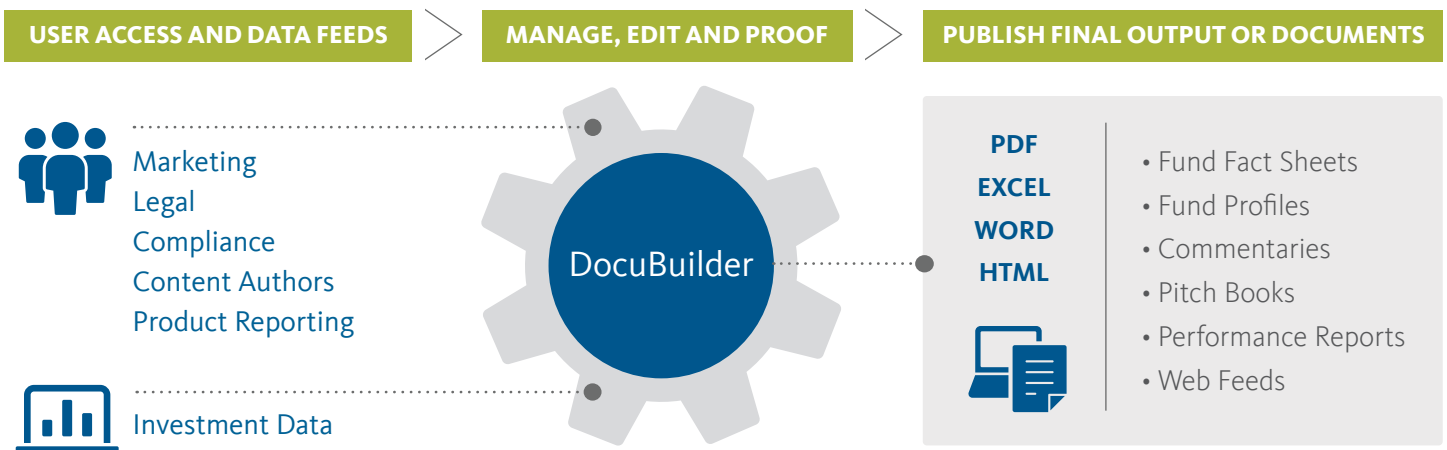 USER ACCESS AND DATA FEEDS
MANAGE, EDIT AND PROOF
PUBLISH FINAL OUTPUT OR DOCUMENTS
Marketing
Legal
Compliance
Content Authors
Product Reporting
Investment Data
DocuBuilder
PDF
EXCEL
WORD
HTML
• Fund Fact Sheets
• Fund Profiles
• Commentaries
• Pitch Books
• Performance Reports
• Web Feeds